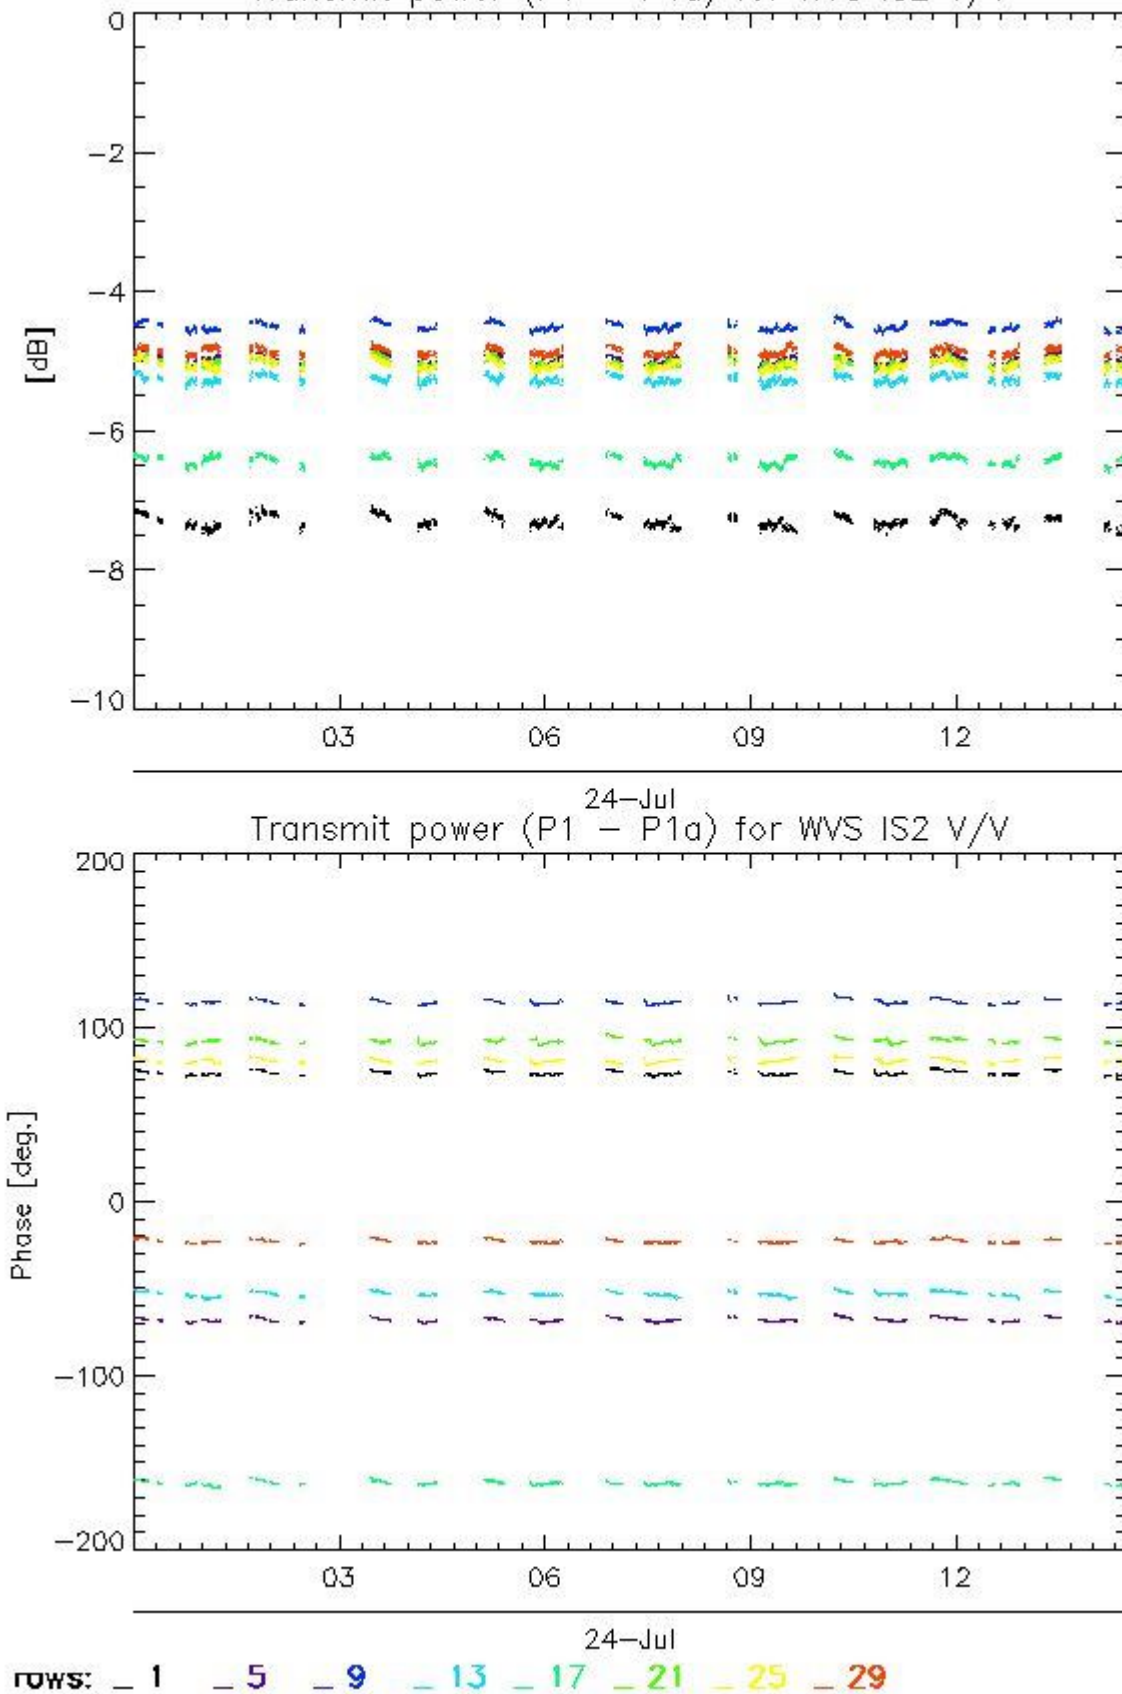 0
−2
−4
[dB]
−6
−8
−10
03 06 09 12
24−Jul
Transmit power (P1 − P1a) for WVS IS2 V/V
200
100
0
Phase [deg.]
−100
−200
03 06 09 12
24−Jul
rows: _ 1 _ 5 _ 9 _ 13 _ 17 _ 21 _ 25 _ 29